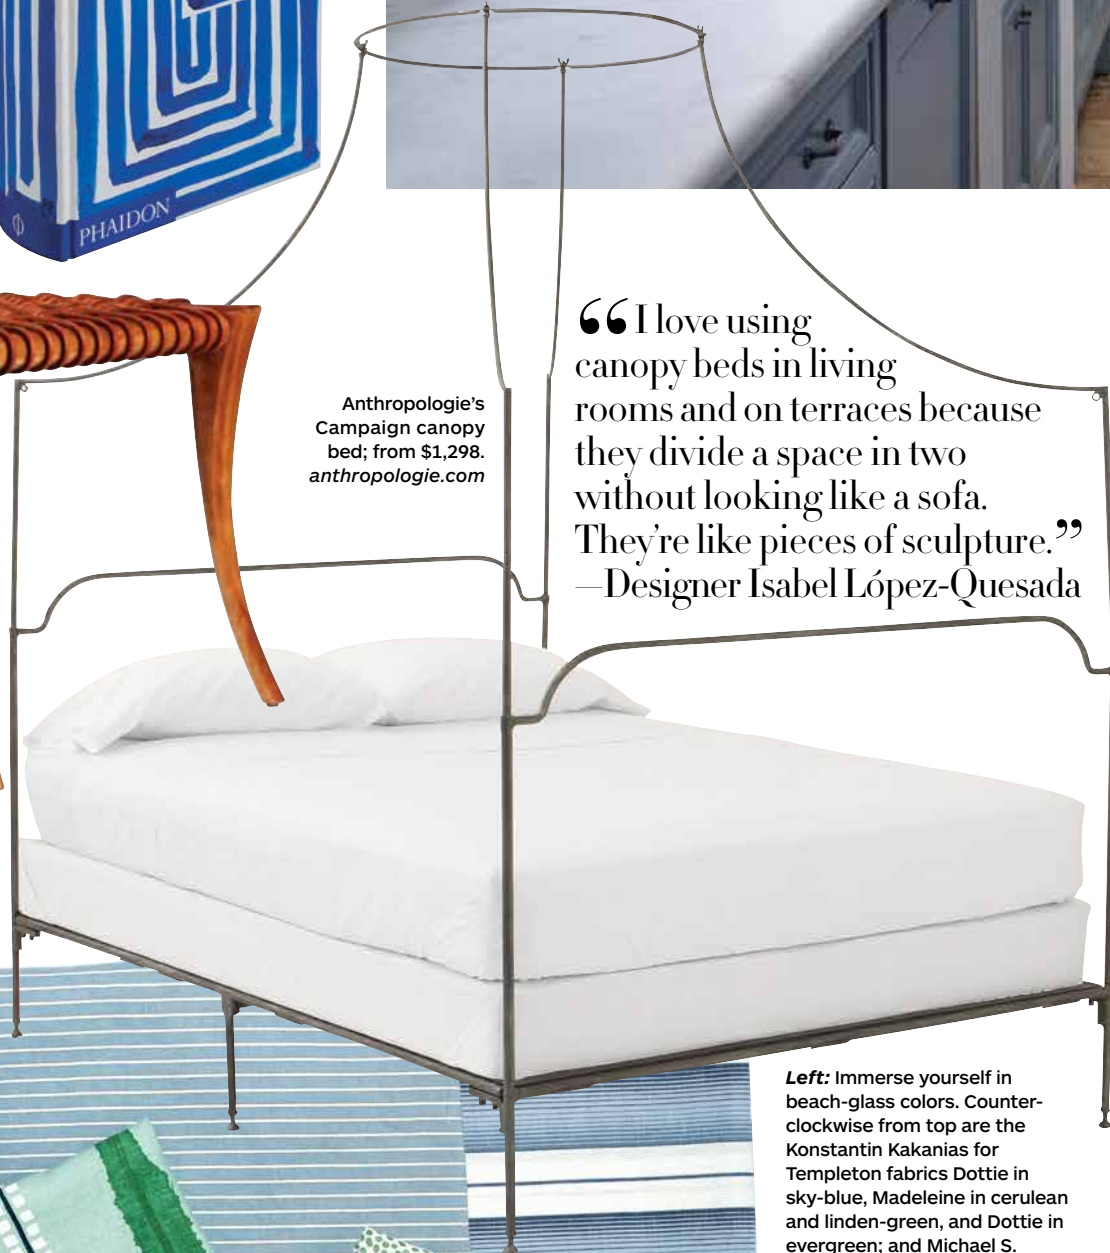 PHAIDON
“I love using
canopy beds in living
rooms and on terraces because
they divide a space in two
without looking like a sofa.
They’re like pieces of sculpture.”
—Designer Isabel López-Quesada
Anthropologie’s
Campaign canopy
bed; from $1,298.
anthropologie.com
Left: Immerse yourself in
beach-glass colors. Counter-
clockwise from top are the
Konstantin Kakanias for
Templeton fabrics Dottie in
sky-blue, Madeleine in cerulean
and linden-green, and Dottie in
evergreen; and Michael S.